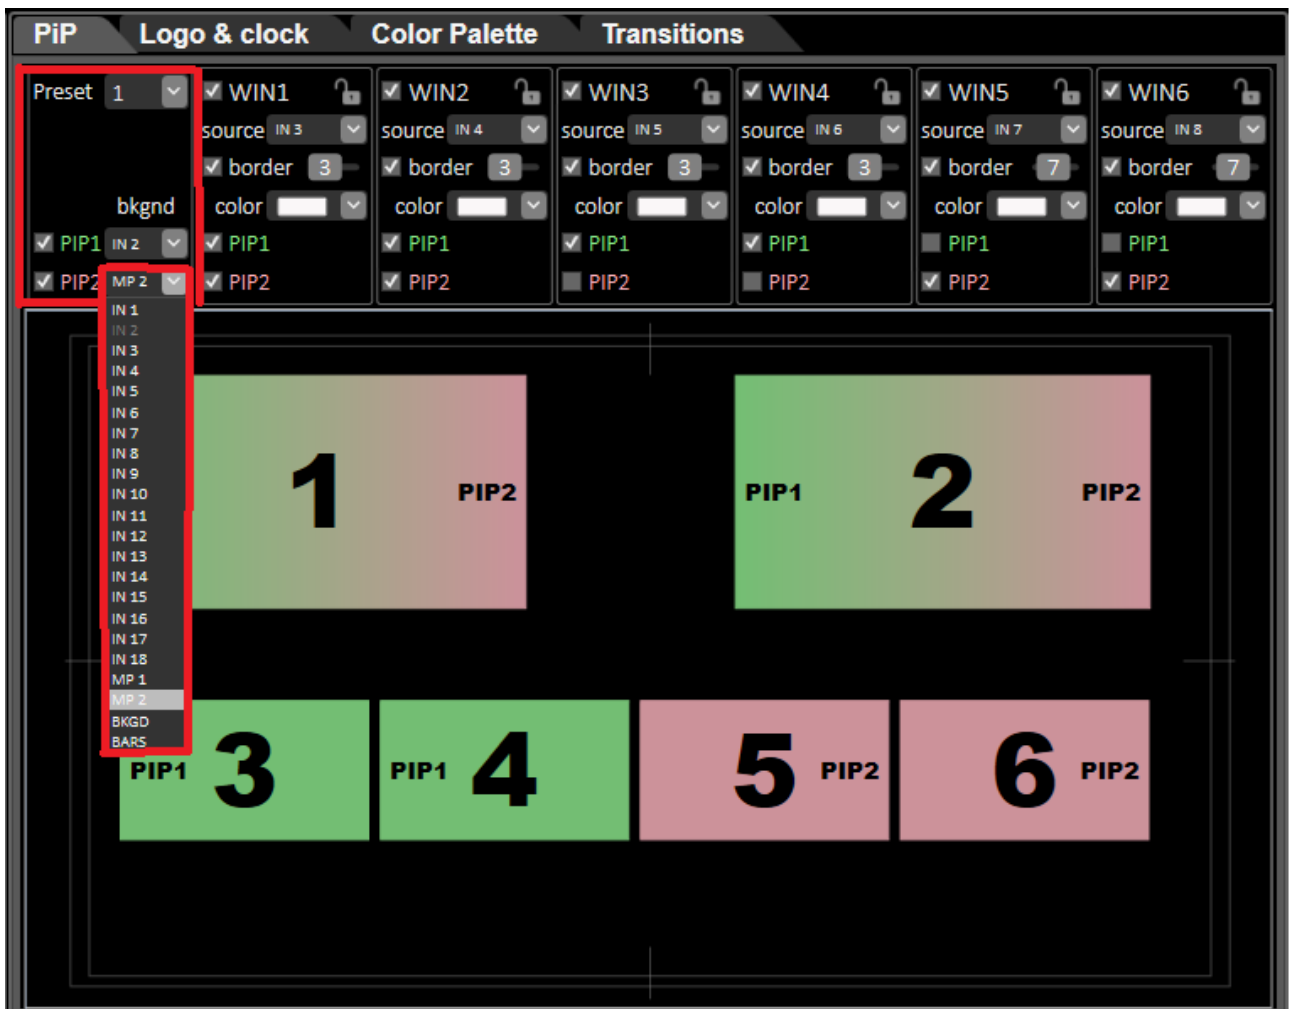 PiP Logo & clock Color Palette Transitions
Preset 1 WIN1 WIN2 WIN3 WIN4 WIN5 WIN6
source IN 3 source IN 4 source IN 5 source IN 6 source IN 7 source IN 8
border 3 border 3 border 3 border 3 border 7 border 7
bkgnd color color color color color color
PIP1 IN 2 PIP1 PIP1 PIP1 PIP1 PIP1 PIP1
PIP2 MP 2 PIP2 PIP2 PIP2 PIP2 PIP2 PIP2
IN 1
IN 2
IN 3
IN 4
IN 5
IN 6
IN 7
IN 8
IN 9
IN 10
IN 11
IN 12
IN 13
IN 14
IN 15
IN 16
IN 17
IN 18
MP 1
MP 2
BKGD
BARS
1 PIP2 PIP1 2 PIP2
PIP1 3 PIP1 4 5 PIP2 6 PIP2